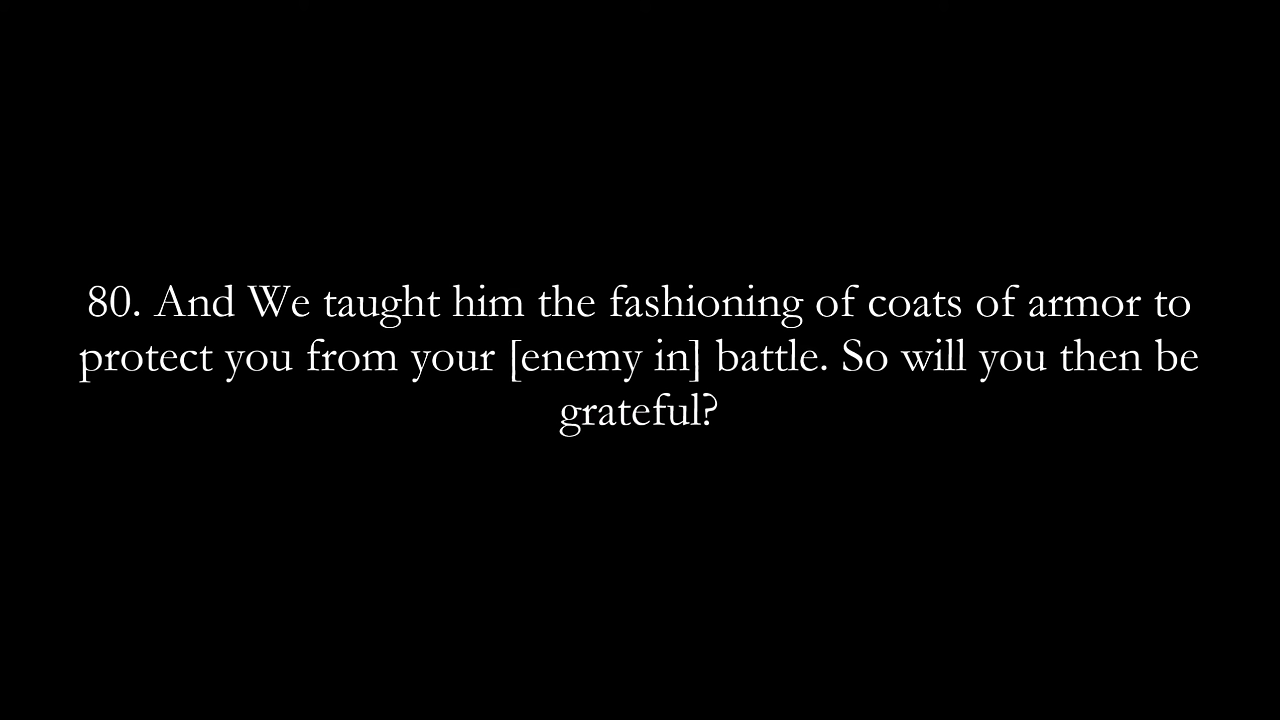 80. And We taught him the fashioning of coats of armor to
protect you from your [enemy in] battle. So will you then be
grateful?